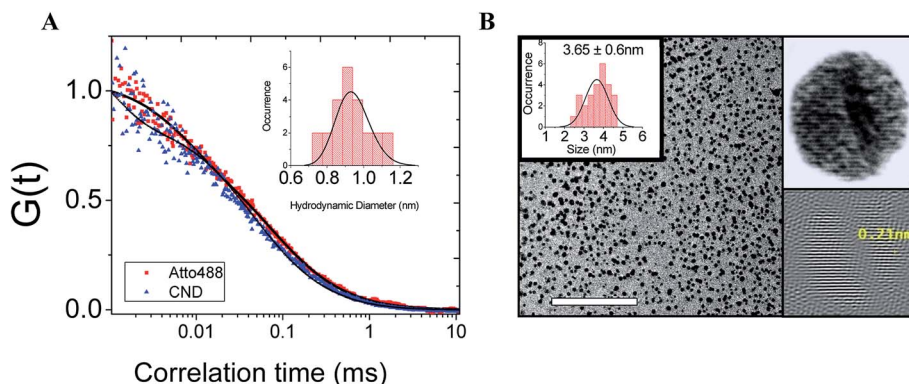 A
B
G(t)
1.0
0.5
0.0
0.01
0.1
1
10
Correlation time (ms)
Atto488
CND
Occurrence
6
4
2
0
0.6
0.8
1.0
1.2
Hydrodynamic Diameter (nm)
3.65 ± 0.6nm
Occurrence
8
6
4
2
0
1 2 3 4 5 6
Size (nm)
0.21nm